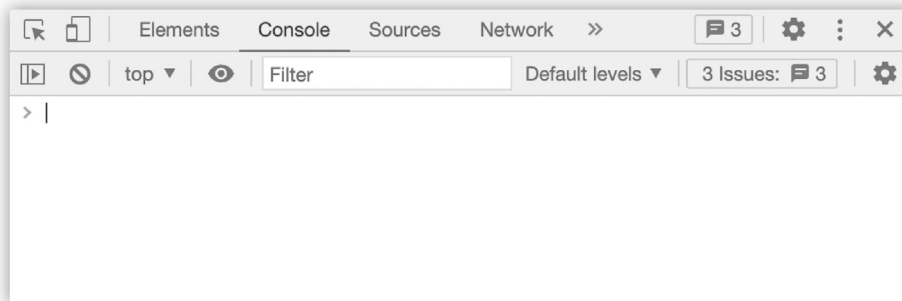 Elements Console Sources Network » 3
top ▼ Filter Default levels ▼ 3 Issues: 3
>